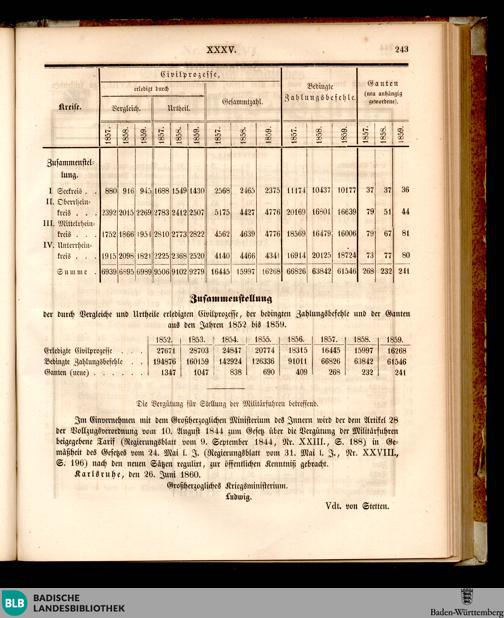 XXXV. 243
Kreise. Civilprozesse, Bedingte Zahlungsbefehle. Ganten (neu anhängig gewordene).
erledigt durch Gesammtzahl.
Vergleich. Urtheil.
1857. 1858. 1859. 1857. 1858. 1859. 1857. 1858. 1859. 1857. 1858. 1859. 1857. 1858. 1859.
Zusammenstel-
lung.
I. Seekreis . . 880 916 945 1688 1549 1430 2568 2465 2375 11174 10437 10177 37 37 36
II. Oberrhein-
kreis . . . 2392 2015 2269 2783 2412 2507 5175 4427 4776 20169 16801 16639 79 51 44
III. Mittelrhein-
kreis . . . 1752 1866 1954 2810 2773 2822 4562 4639 4776 18569 16479 16006 79 67 81
IV. Unterrhein-
kreis . . . 1915 2098 1821 2225 2368 2520 4140 4466 4341 16914 20125 18724 73 77 80
Summe . 6939 6895 6989 9506 9102 9279 16445 15997 16268 66826 63842 61546 268 232 241
Zusammenstellung
der durch Vergleiche und Urtheile erledigten Civilprozesse, der bedingten Zahlungsbefehle und der Ganten
aus den Jahren 1852 bis 1859.
1852. 1853. 1854. 1855. 1856. 1857. 1858. 1859.
Erledigte Civilprozesse . . . 27671 28703 24847 20774 18315 16445 15997 16268
Bedingte Zahlungsbefehle . . 194876 160159 142924 126336 91011 66826 63842 61546
Ganten (neue) . . . . . . 1347 1047 838 690 409 268 232 241
Die Vergütung für Stellung der Militärfuhren betreffend.
Im Einvernehmen mit dem Großherzoglichen Ministerium des Innern wird der dem Artikel 28
der Vollzugsverordnung vom 10. August 1844 zum Gesetz über die Vergütung der Militärfuhren
beigegebene Tarif (Regierungsblatt vom 9. September 1844, Nr. XXIII., S. 188) in Ge-
mäßheit des Gesetzes vom 24. Mai l. J. (Regierungsblatt vom 31. Mai l. J., Nr. XXVIII.,
S. 196) nach den neuen Sätzen regulirt, zur öffentlichen Kenntniß gebracht.
Karlsruhe, den 26. Juni 1860.
Großherzogliches Kriegsministerium.
Ludwig.
Vdt. von Stetten.
BLB BADISCHE
LANDESBIBLIOTHEK
Baden-Württemberg